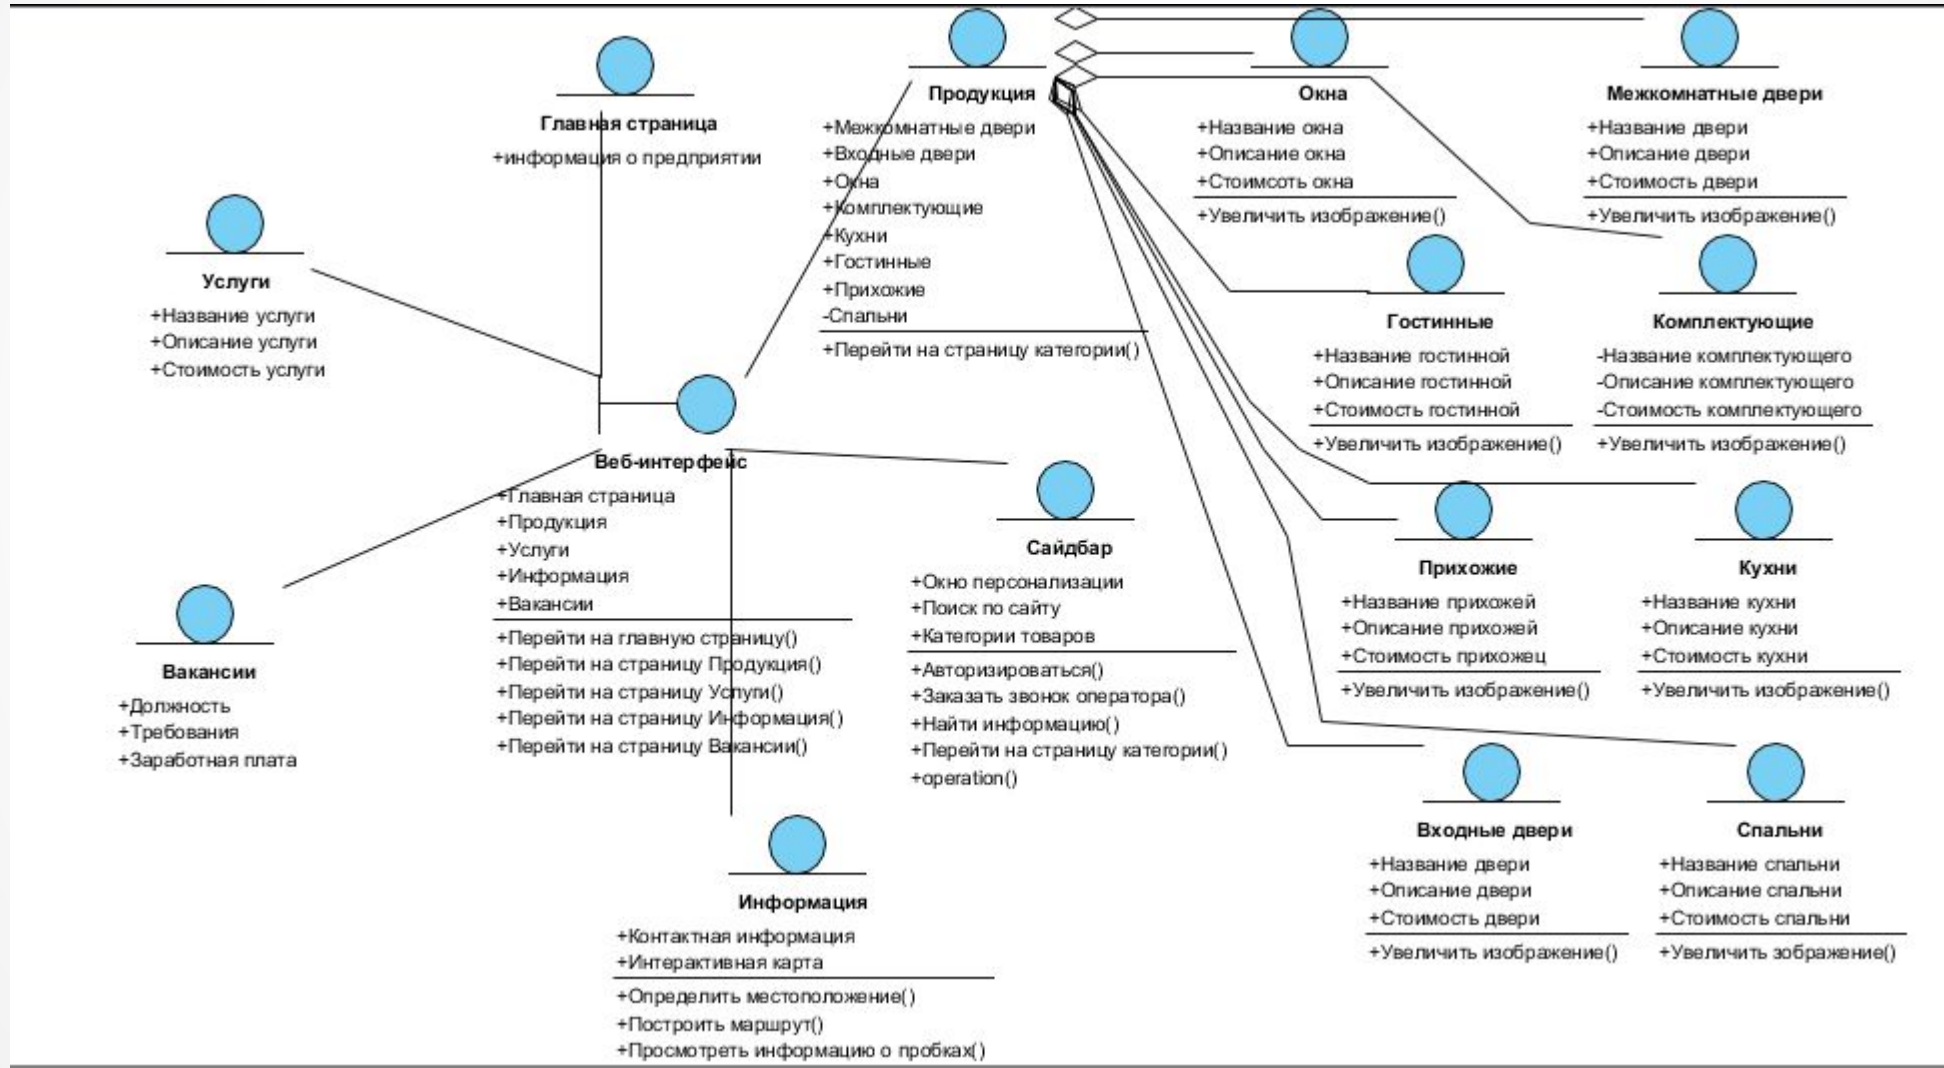 Главная страница
+информация о предприятии
Продукция
+Межкомнатные двери
+Входные двери
+Окна
+Комплектующие
+Кухни
+Гостинные
+Прихожие
-Спальни
+Перейти на страницу категории()
Окна
+Название окна
+Описание окна
+Стоимсоть окна
+Увеличить изображение()
Межкомнатные двери
+Название двери
+Описание двери
+Стоимость двери
+Увеличить изображение()
Услуги
+Название услуги
+Описание услуги
+Стоимость услуги
Гостинные
+Название гостинной
+Описание гостинной
+Стоимость гостинной
+Увеличить изображение()
Комплектующие
-Название комплектующего
-Описание комплектующего
-Стоимость комплектующего
+Увеличить изображение()
Веб-интерфейс
+Главная страница
+Продукция
+Услуги
+Информация
+Вакансии
+Перейти на главную страницу()
+Перейти на страницу Продукция()
+Перейти на страницу Услуги()
+Перейти на страницу Информация()
+Перейти на страницу Вакансии()
Сайдбар
+Окно персонализации
+Поиск по сайту
+Категории товаров
+Авторизироваться()
+Заказать звонок оператора()
+Найти информацию()
+Перейти на страницу категории()
+operation()
Прихожие
+Название прихожей
+Описание прихожей
+Стоимость прихожец
+Увеличить изображение()
Кухни
+Название кухни
+Описание кухни
+Стоимость кухни
+Увеличить изображение()
Вакансии
+Должность
+Требования
+Заработная плата
Входные двери
+Название двери
+Описание двери
+Стоимость двери
+Увеличить изображение()
Спальни
+Название спальни
+Описание спальни
+Стоимость спальни
+Увеличить зображение()
Информация
+Контактная информация
+Интерактивная карта
+Определить местоположение()
+Построить маршрут()
+Просмотреть информацию о пробках()